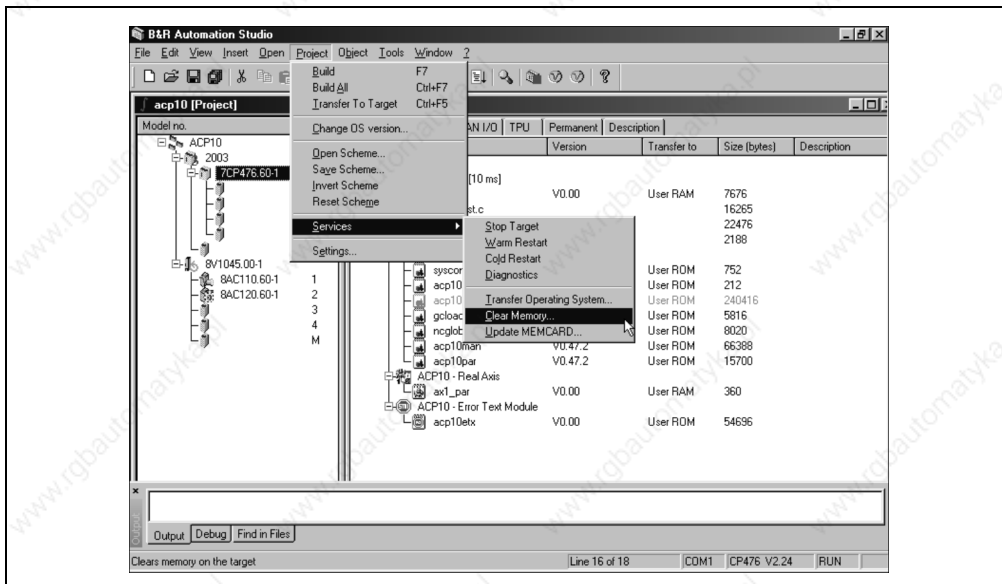 B&R Automation Studio
File Edit View Insert Open Project Object Tools Window ?
Build F7
Build All Ctrl+F7
Transfer To Target Ctrl+F5
Change OS version...
Open Scheme...
Save Scheme...
Invert Scheme
Reset Scheme
Services
Settings...
Stop Target
Warm Restart
Cold Restart
Diagnostics
Transfer Operating System...
Clear Memory...
Update MEMCARD...
acp10 [Project]
Model no.
ACP10
2003
7CP476.60-1
8V1045.00-1
8AC110.60-1 1
8AC120.60-1 2
3
4
M
AN I/O TPU Permanent Description
Version Transfer to Size (bytes) Description
[10 ms]
V0.00 User RAM 7676
st.c 16265
22476
2188
syscor User ROM 752
acp10 User ROM 212
acp10 User ROM 240416
gcloac User ROM 5816
ncglob User ROM 8020
acp10man V0.47.2 User ROM 66388
acp10par V0.47.2 User ROM 15700
ACP10 - Real Axis
ax1_par V0.00 User RAM 360
ACP10 - Error Text Module
acp10etx V0.00 User ROM 54696
Output
Output Debug Find in Files
Clears memory on the target Line 16 of 18 COM1 CP476 V2.24 RUN
www.rgbautomatyka.pl